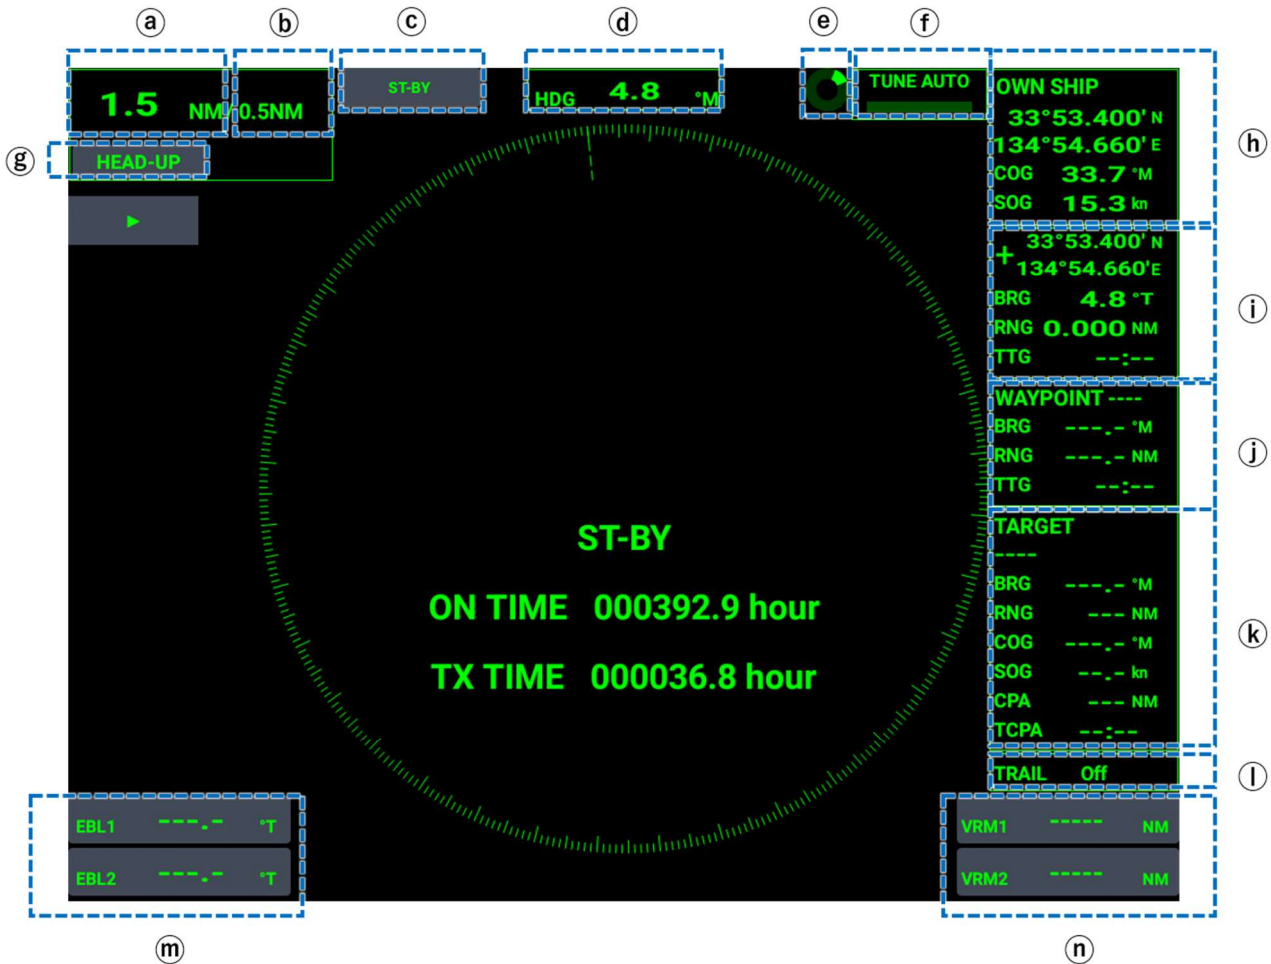 ⓐ ⓑ ⓒ ⓓ ⓔ ⓕ
1.5 NM 0.5NM
ST-BY
HDG 4.8 °M
TUNE AUTO
ⓖ HEAD-UP
▶
OWN SHIP
33°53.400' N
134°54.660' E
COG 33.7 °M
SOG 15.3 kn
ⓗ
+ 33°53.400' N
134°54.660' E
BRG 4.8 °T
RNG 0.000 NM
TTG --:--
ⓘ
WAYPOINT ----
BRG ---.- °M
RNG ---.- NM
TTG --:--
ⓙ
TARGET
----
BRG ---.- °M
RNG --- NM
COG ---.- °M
SOG --.- kn
CPA --- NM
TCPA --:--
ⓚ
TRAIL Off
ⓛ
ST-BY
ON TIME 000392.9 hour
TX TIME 000036.8 hour
EBL1 ---.- °T
EBL2 ---.- °T
ⓜ
VRM1 ----- NM
VRM2 ----- NM
ⓝ